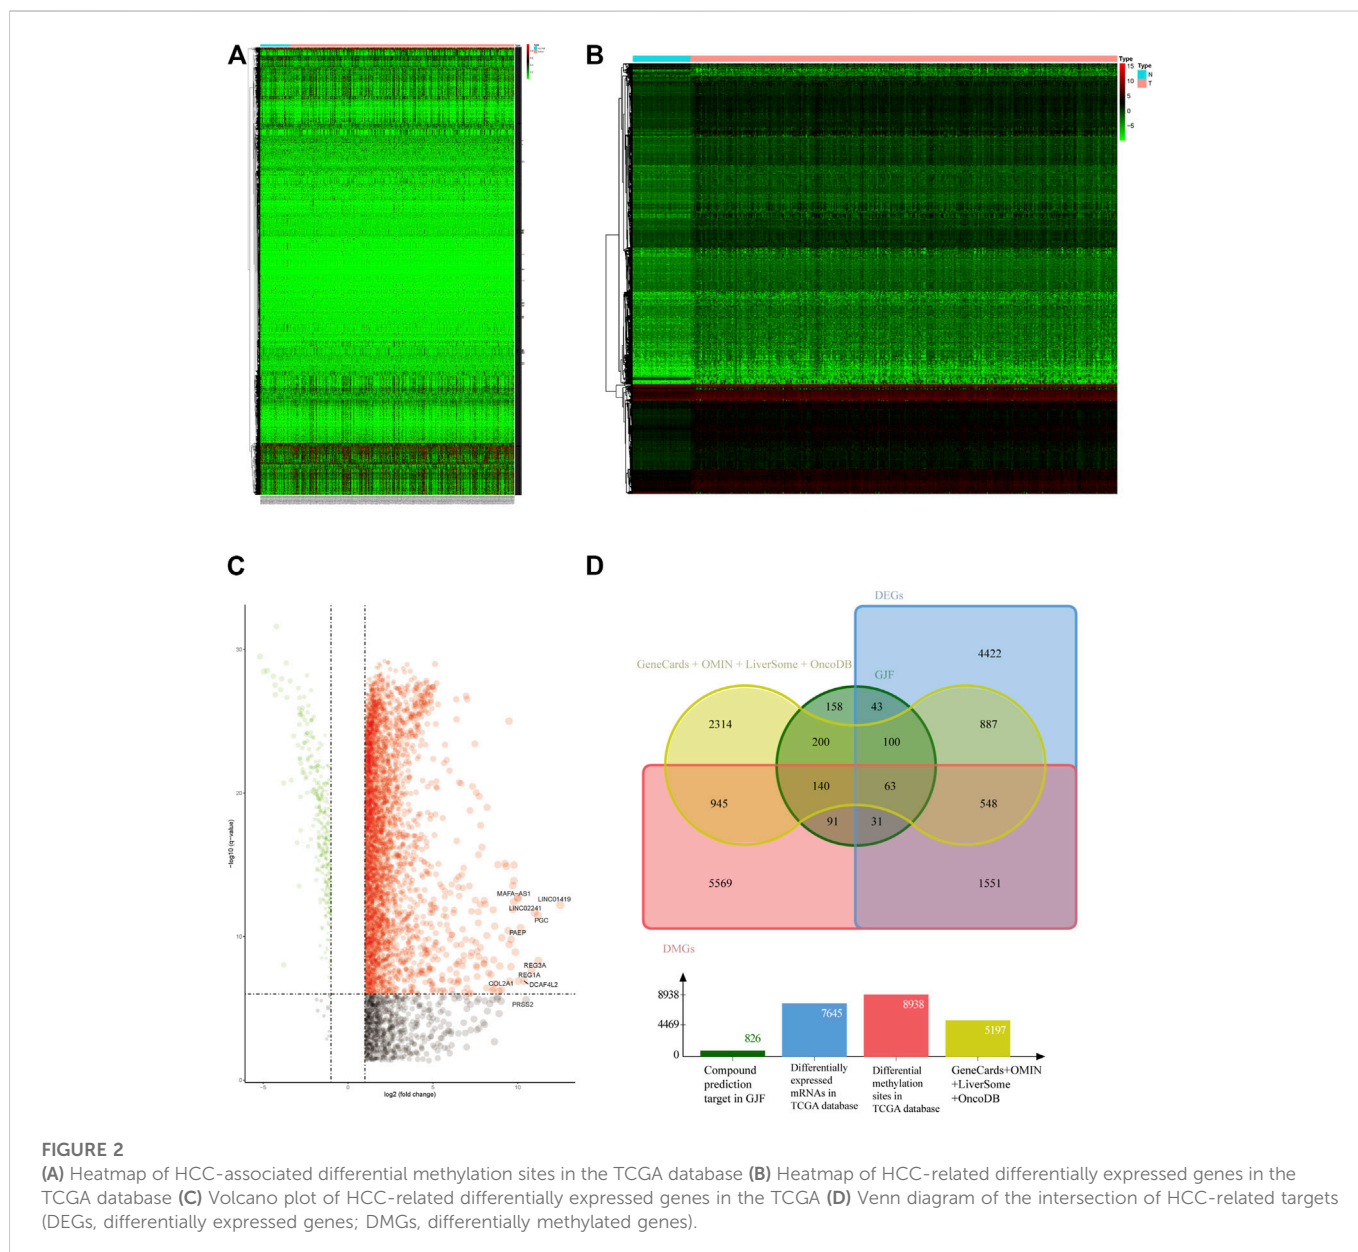 A
B
Type
15
10
5
0
−5
Type
N
T
C
30
20
10
0
−log10 (q−value)
−5
0
5
10
log2 (fold change)
MAFA−AS1
LINC01419
LINC02241
PGC
PAEP
REG3A
REG1A
COL2A1
DCAF4L2
PRSS2
D
DEGs
4422
GeneCards + OMIN + LiverSome + OncoDB
GJF
158
43
2314
887
200
100
140
63
945
548
91
31
5569
1551
DMGs
8938
4469
0
826
7645
8938
5197
Compound
prediction
target in GJF
Differentially
expressed
mRNAs in
TCGA database
Differential
methylation
sites in
TCGA database
GeneCards+OMIN
+LiverSome
+OncoDB
FIGURE 2
(A) Heatmap of HCC-associated differential methylation sites in the TCGA database (B) Heatmap of HCC-related differentially expressed genes in the
TCGA database (C) Volcano plot of HCC-related differentially expressed genes in the TCGA (D) Venn diagram of the intersection of HCC-related targets
(DEGs, differentially expressed genes; DMGs, differentially methylated genes).